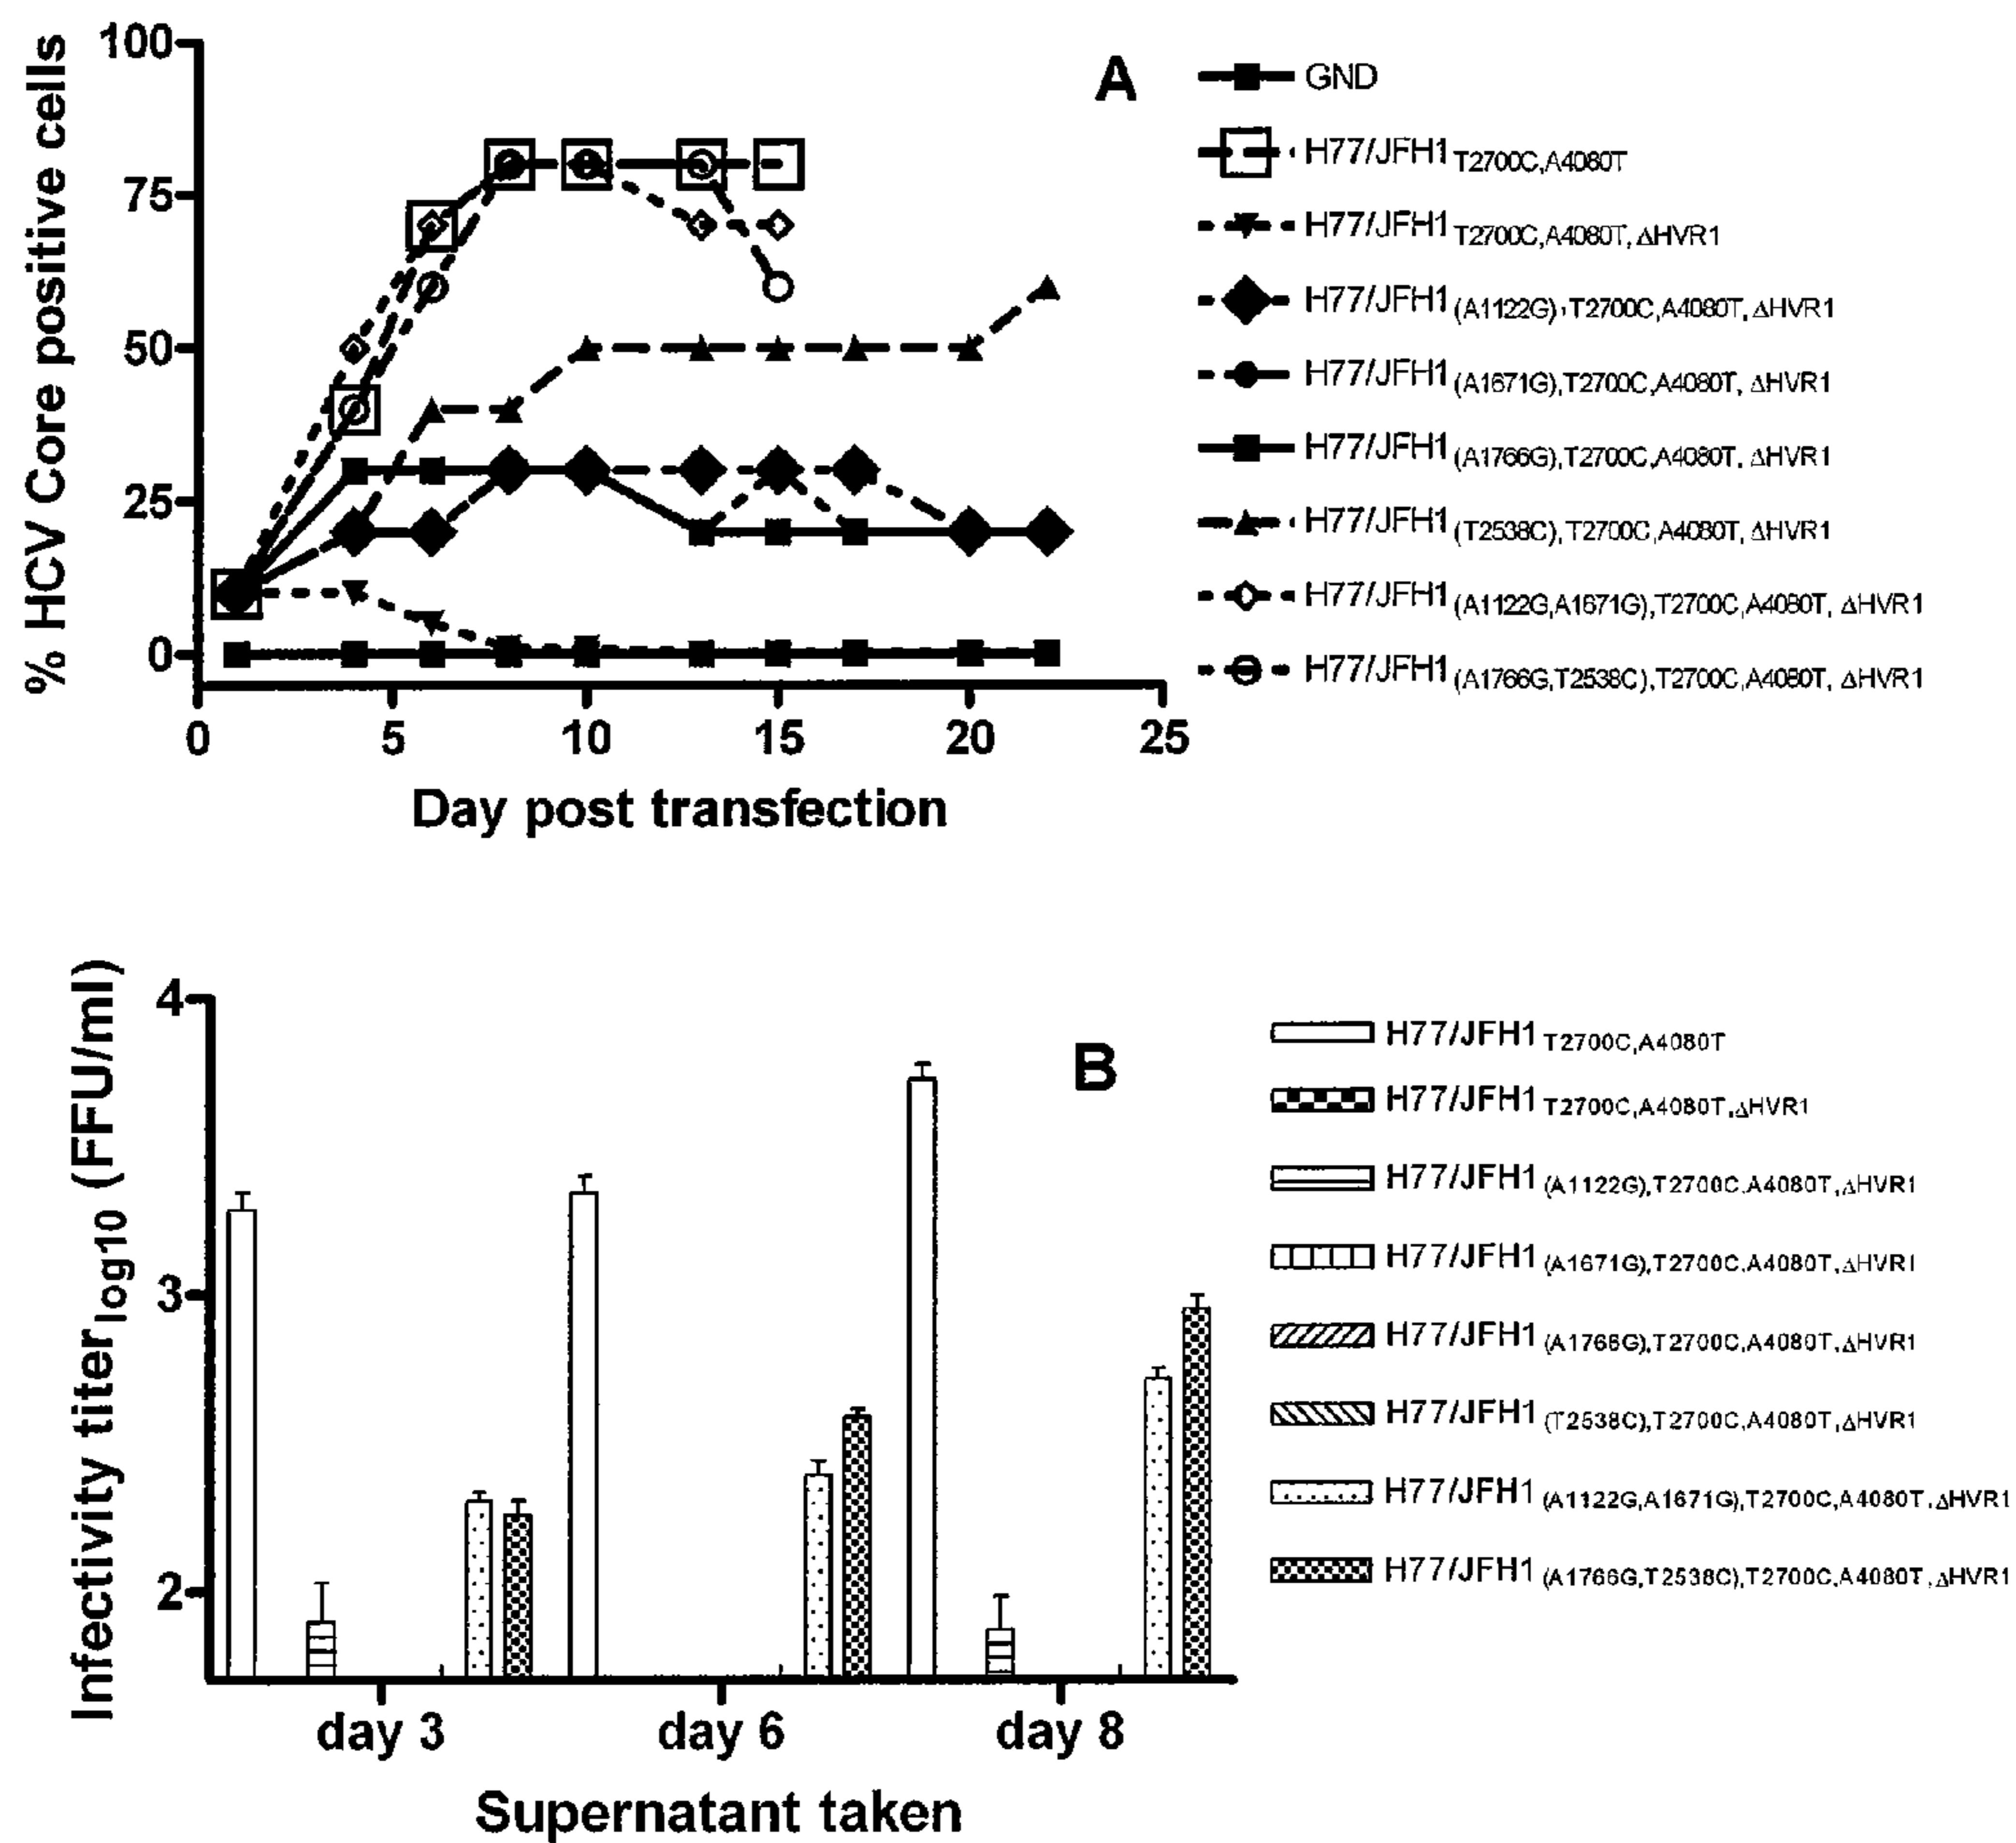 % HCV Core positive cells
100
75
50
25
0
0 5 10 15 20 25
Day post transfection
A
GND
H77/JFH1 T2700C,A4080T
H77/JFH1 T2700C,A4080T, ΔHVR1
H77/JFH1 (A1122G), T2700C,A4080T, ΔHVR1
H77/JFH1 (A1671G),T2700C,A4080T, ΔHVR1
H77/JFH1 (A1766G),T2700C,A4080T, ΔHVR1
H77/JFH1 (T2538C),T2700C,A4080T, ΔHVR1
H77/JFH1 (A1122G,A1671G),T2700C,A4080T, ΔHVR1
H77/JFH1 (A1766G,T2538C),T2700C,A4080T, ΔHVR1
Infectivity titer log10 (FFU/ml)
4
3
2
day 3 day 6 day 8
Supernatant taken
B
H77/JFH1 T2700C,A4080T
H77/JFH1 T2700C,A4080T,ΔHVR1
H77/JFH1 (A1122G),T2700C,A4080T,ΔHVR1
H77/JFH1 (A1671G),T2700C,A4080T,ΔHVR1
H77/JFH1 (A1766G),T2700C,A4080T,ΔHVR1
H77/JFH1 (T2538C),T2700C,A4080T,ΔHVR1
H77/JFH1 (A1122G,A1671G),T2700C,A4080T,ΔHVR1
H77/JFH1 (A1766G,T2538C),T2700C,A4080T,ΔHVR1